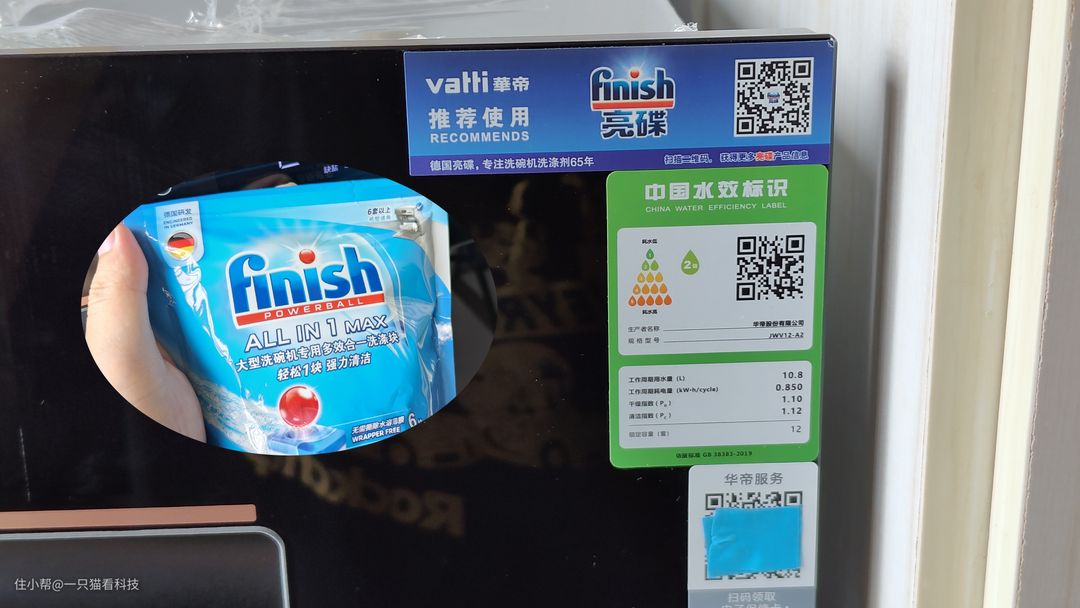 vatti 華帝
推荐使用
RECOMMENDS
finish
亮碟
德国亮碟，专注洗碗机洗涤剂65年
扫描二维码，获得更多亮碟产品信息
中国水效标识
CHINA WATER EFFICIENCY LABEL
耗水低
1
2
3
4
5
耗水高
2级
生产者名称 华帝股份有限公司
规格型号 JWV12-A2
工作周期用水量（L） 10.8
工作周期耗电量（kW·h/cycle） 0.850
干燥指数（PD） 1.10
清洁指数（PC） 1.12
额定容量（套） 12
依据标准 GB 38383-2019
华帝服务
扫码领取
德国研发
ENGINEERED
IN GERMANY
6套以上
finish
POWERBALL
ALL IN 1 MAX
大型洗碗机专用多效合一洗涤块
轻松1块 强力清洁
无需撕除水溶薄膜
WRAPPER FREE
住小帮@一只猫看科技